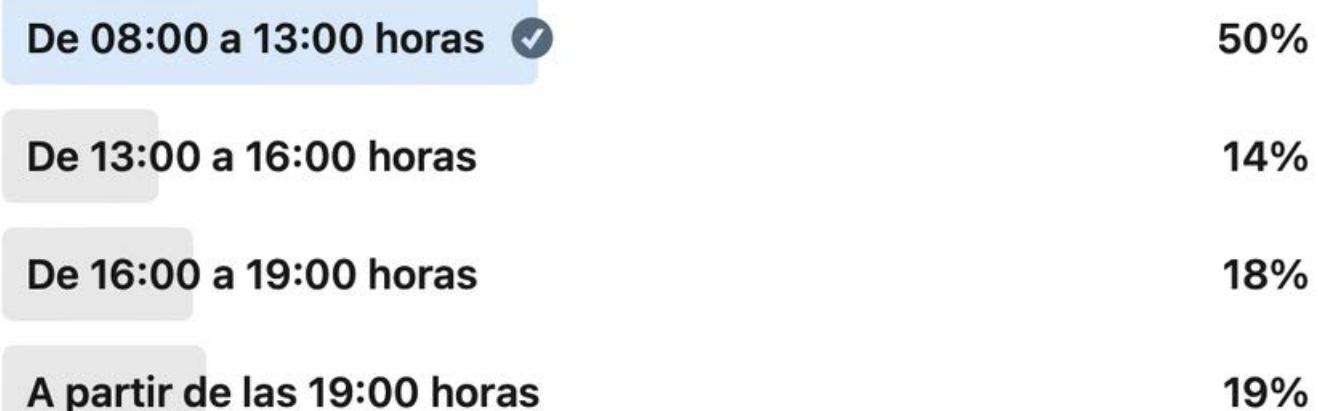 De 08:00 a 13:00 horas 50%
De 13:00 a 16:00 horas 14%
De 16:00 a 19:00 horas 18%
A partir de las 19:00 horas 19%